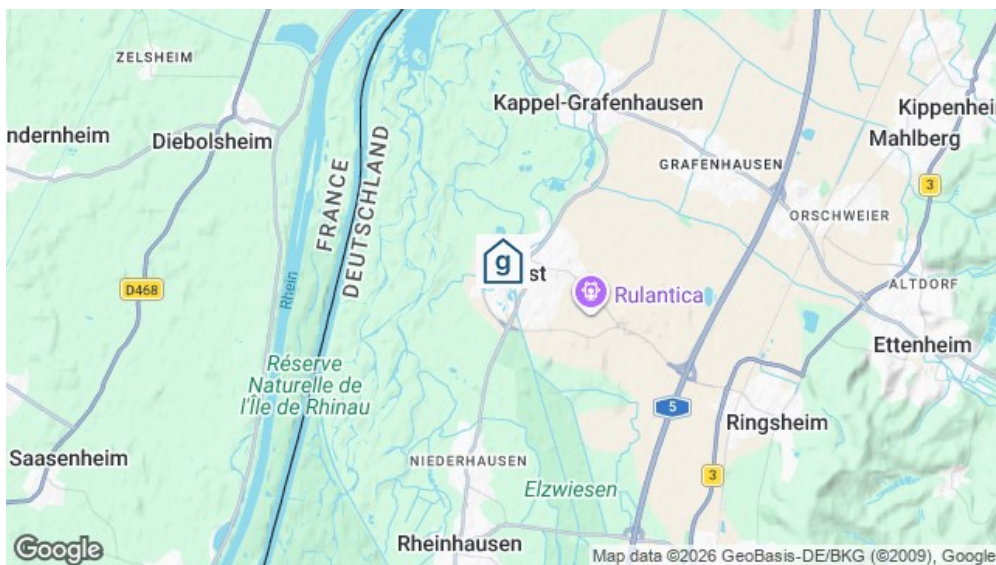 ZELSHEIM
Kappel-Grafenhausen
Kippenhei
ndernheim
Diebolsheim
Mahlberg
GRAFENHAUSEN
FRANCE
DEUTSCHLAND
3
ORSCHWEIER
g
st
Rhein
D468
Rulantica
ALTDORF
Ettenheim
Réserve
Naturelle de
l'Île de Rhinau
5
Ringsheim
Saasenheim
NIEDERHAUSEN
3
Elzwiesen
Rheinhausen
Google
Map data ©2026 GeoBasis-DE/BKG (©2009), Google